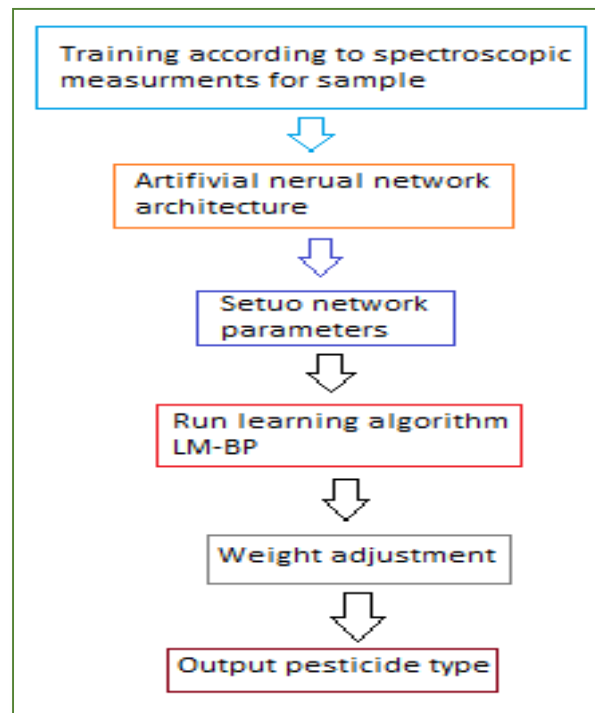 Training according to spectroscopic
measurments for sample
Artifivial nerual network
architecture
Setuo network
parameters
Run learning algorithm
LM-BP
Weight adjustment
Output pesticide type